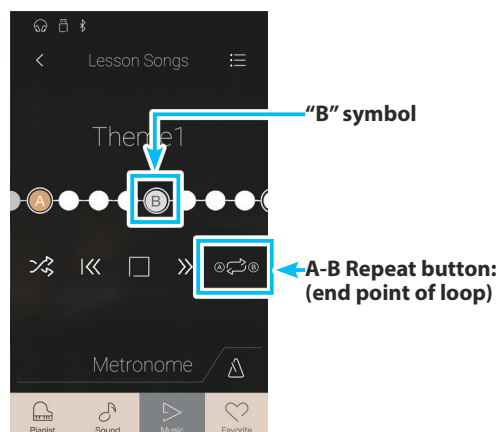 Lesson Songs
“B” symbol
Theme1
A
B
A B
A-B Repeat button:
(end point of loop)
Metronome
Pianist
Sound
Music
Favorite